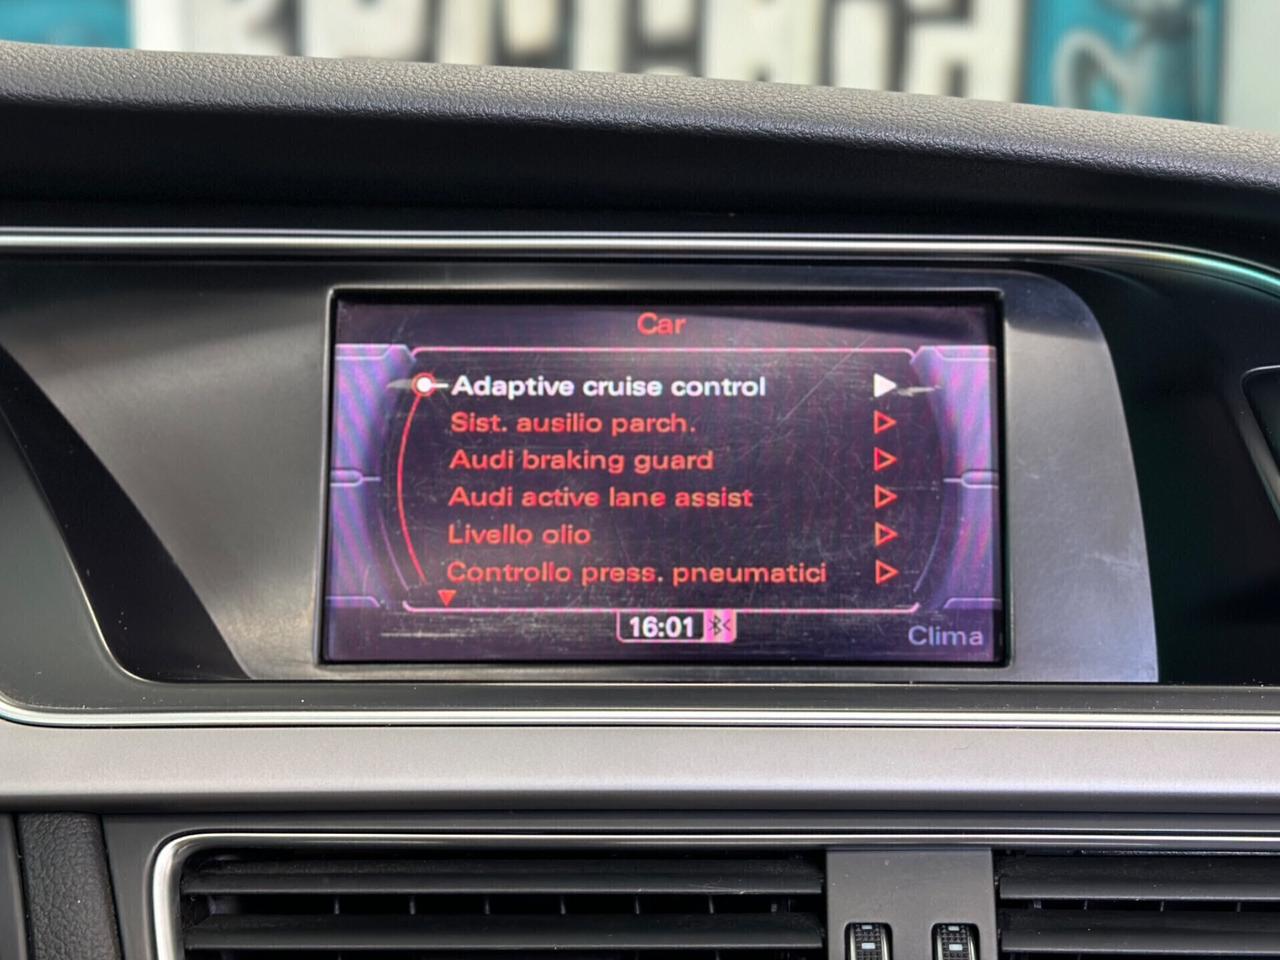 Car
Adaptive cruise control
Sist. ausilio parch.
Audi braking guard
Audi active lane assist
Livello olio
Controllo press. pneumatici
16:01
Clima